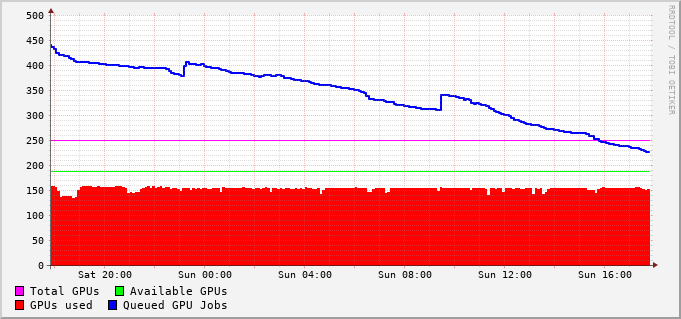 500
450
400
350
300
250
200
150
100
50
0
Sat 20:00 Sun 00:00 Sun 04:00 Sun 08:00 Sun 12:00 Sun 16:00
Total GPUs Available GPUs
GPUs used Queued GPU Jobs
RRDTOOL / TOBI OETIKER